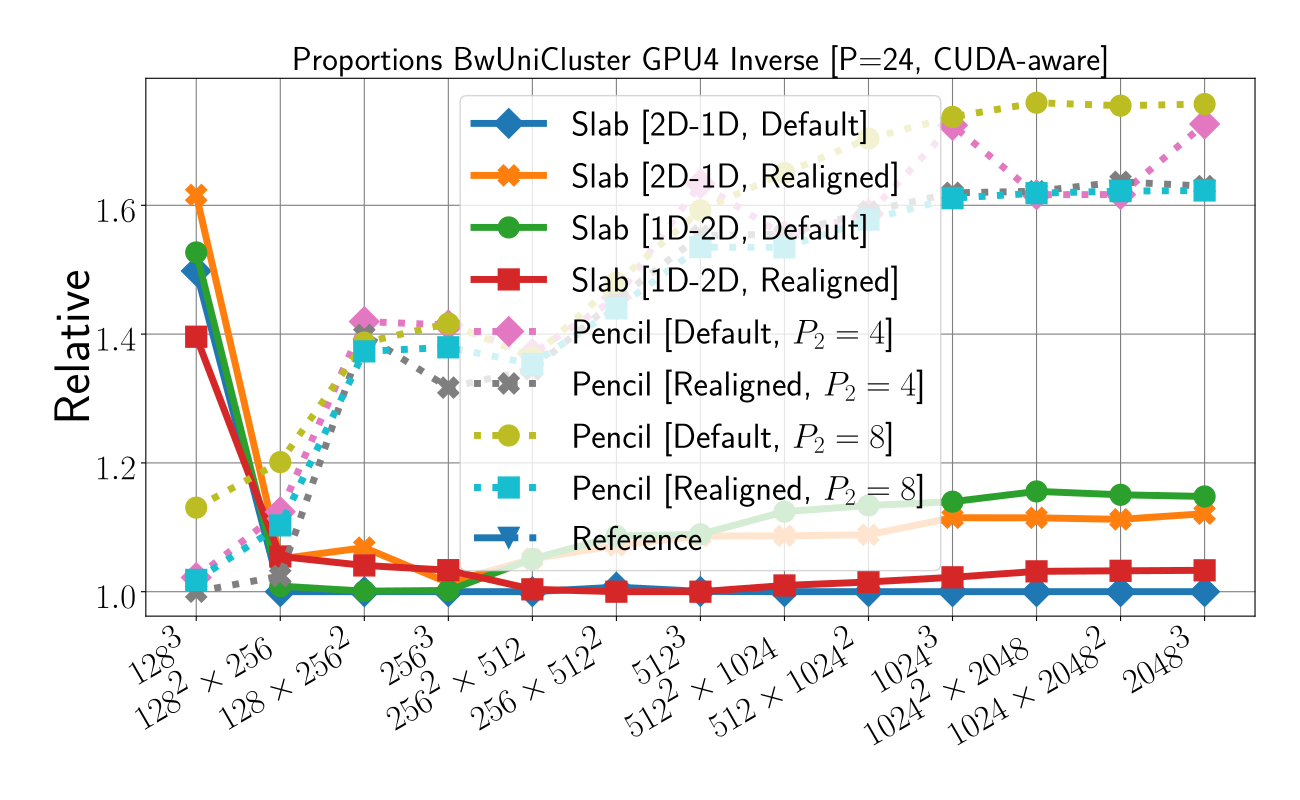 Proportions BwUniCluster GPU4 Inverse [P=24, CUDA-aware]
Relative
1.6
1.4
1.2
1.0
Slab [2D-1D, Default]
Slab [2D-1D, Realigned]
Slab [1D-2D, Default]
Slab [1D-2D, Realigned]
Pencil [Default, P₂ = 4]
Pencil [Realigned, P₂ = 4]
Pencil [Default, P₂ = 8]
Pencil [Realigned, P₂ = 8]
Reference
128³
128² × 256
128 × 256²
256³
256² × 512
256 × 512²
512³
512² × 1024
512 × 1024²
1024³
1024² × 2048
1024 × 2048²
2048³